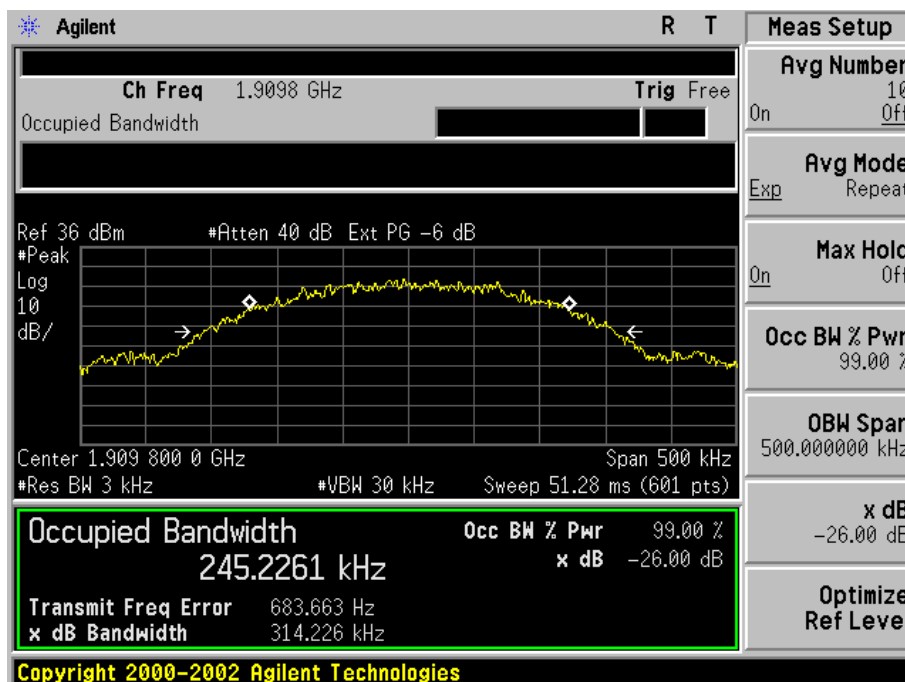 Agilent R T
Meas Setup
Ch Freq 1.9098 GHz Trig Free
Occupied Bandwidth
Avg Number
10
On Off
Avg Mode
Exp Repeat
Ref 36 dBm #Atten 40 dB Ext PG -6 dB
#Peak
Log
10
dB/
Max Hold
On Off
Occ BW % Pwr
99.00 %
OBW Span
500.000000 kHz
Center 1.909 800 0 GHz Span 500 kHz
#Res BW 3 kHz #VBW 30 kHz Sweep 51.28 ms (601 pts)
x dB
-26.00 dB
Occupied Bandwidth
245.2261 kHz
Occ BW % Pwr 99.00 %
x dB -26.00 dB
Transmit Freq Error 683.663 Hz
x dB Bandwidth 314.226 kHz
Optimize
Ref Level
Copyright 2000-2002 Agilent Technologies